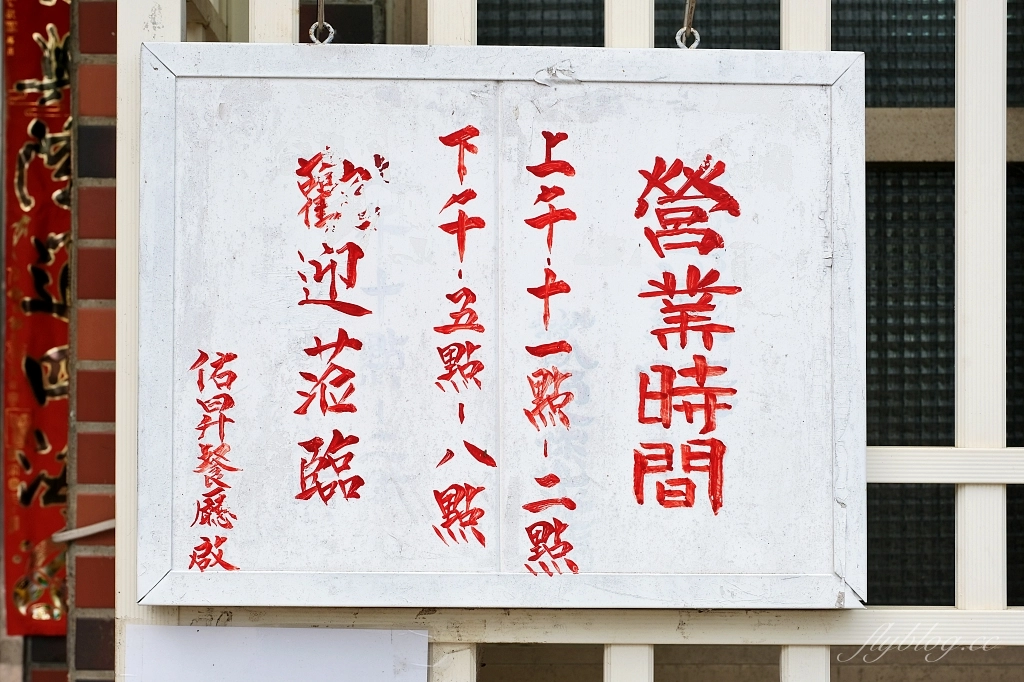 營業時間
上午-十一點-二點
下午-五點-八點
歡迎蒞臨
佑昇餐廳啟
flyblog.cc